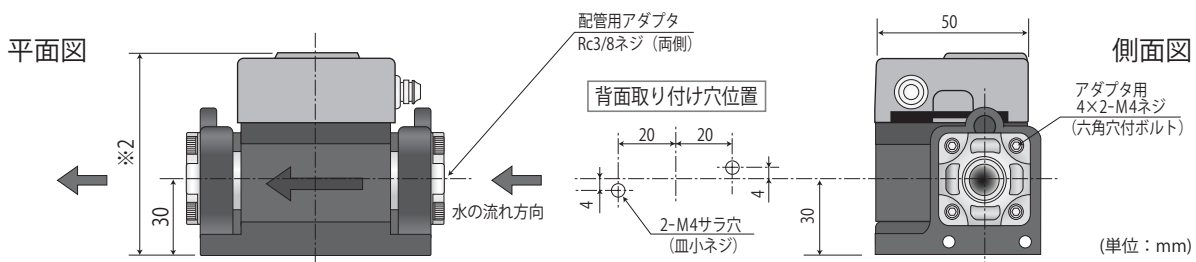 平面図
配管用アダプタ
Rc3/8ネジ（両側）
※2
30
水の流れ方向
背面取り付け穴位置
20
20
4
4
2-M4サラ穴
（皿小ネジ）
50
側面図
アダプタ用
4×2-M4ネジ
（六角穴付ボルト）
30
(単位：mm)